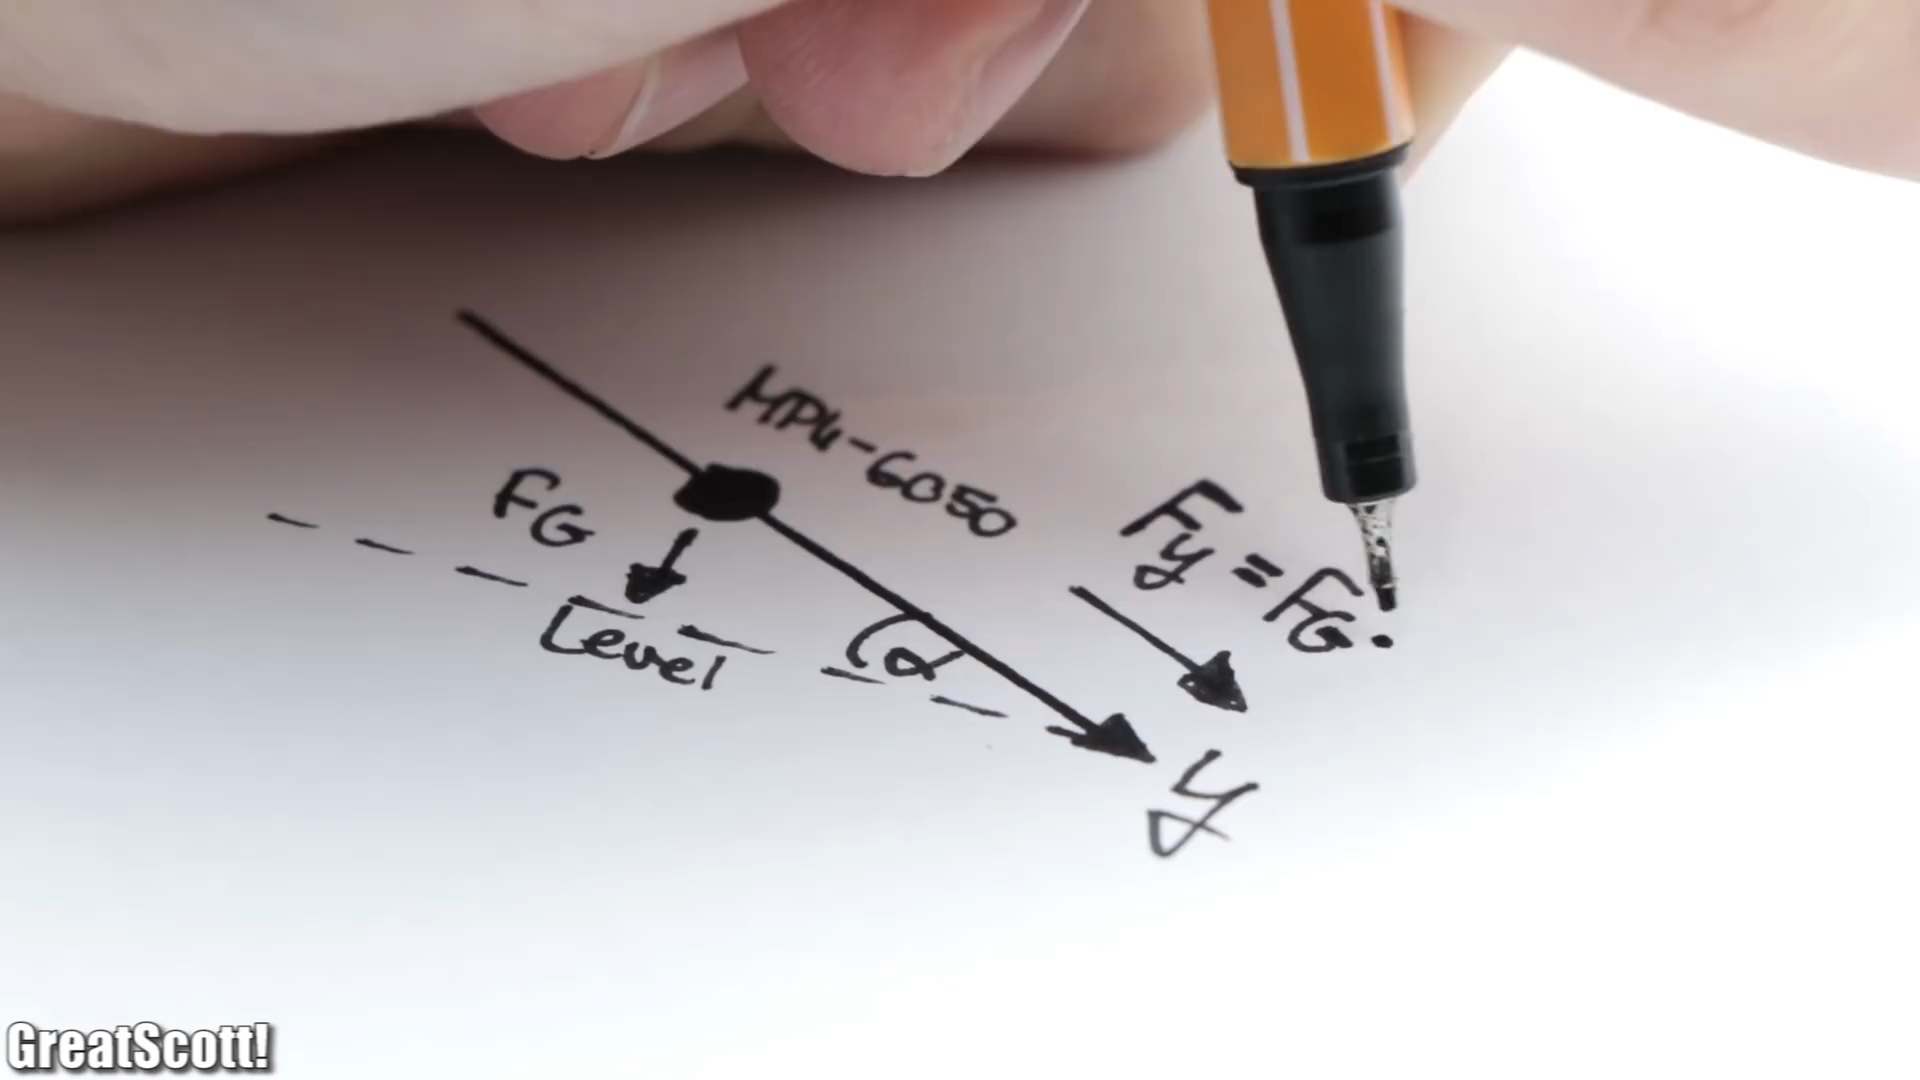 MPU-6050
FG
Fy = FG ·
Level
α
y
GreatScott!